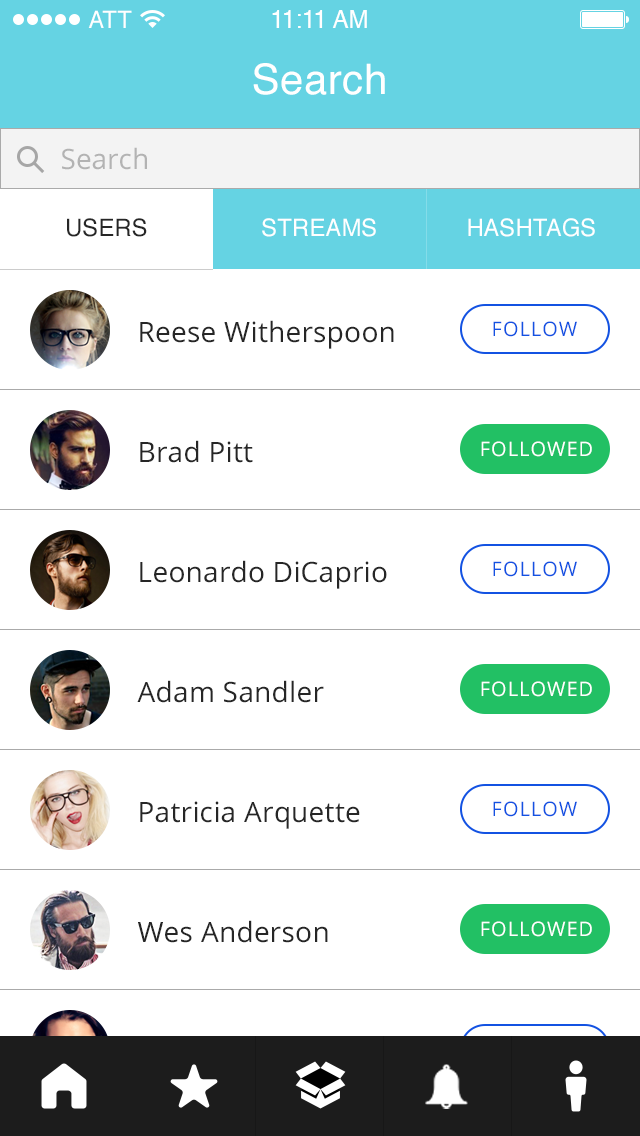 ATT 11:11 AM
Search
Search
USERS STREAMS HASHTAGS
Reese Witherspoon FOLLOW
Brad Pitt FOLLOWED
Leonardo DiCaprio FOLLOW
Adam Sandler FOLLOWED
Patricia Arquette FOLLOW
Wes Anderson FOLLOWED